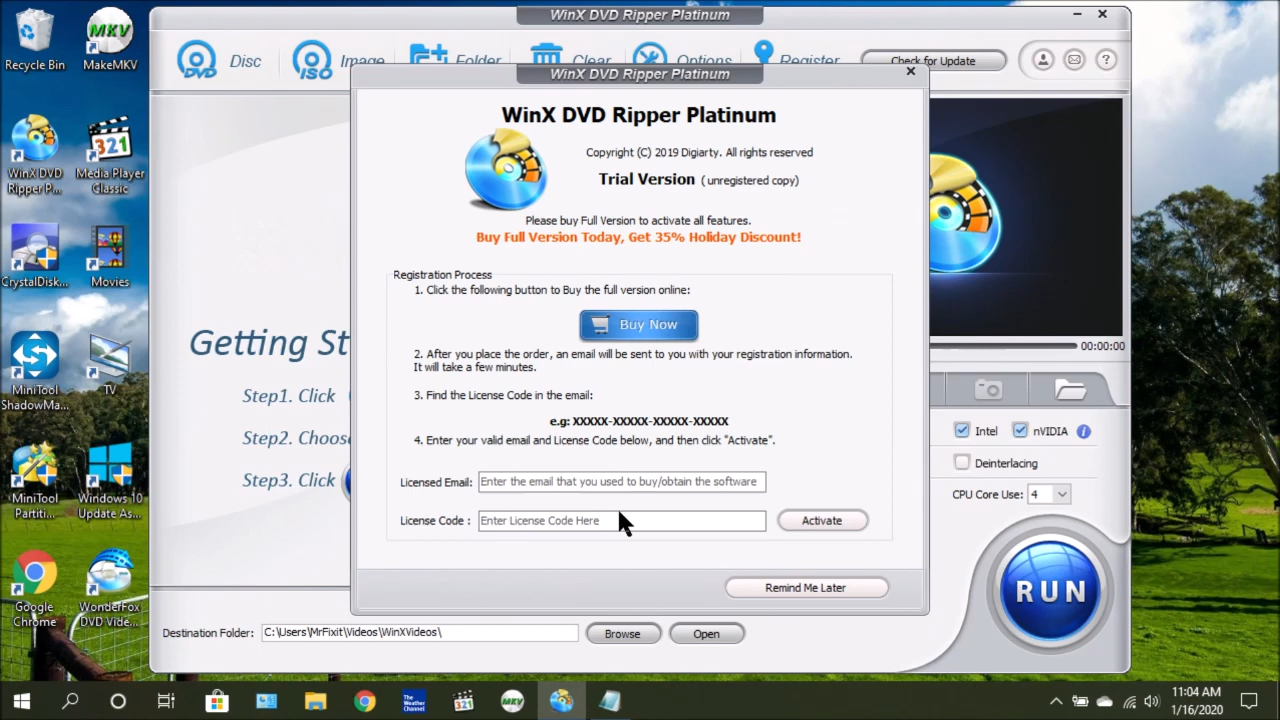 Recycle Bin
MakeMKV
WinX DVD Ripper P...
Media Player Classic
CrystalDisk...
Movies
MiniTool ShadowMa...
TV
MiniTool Partiti...
Windows 10 Update As...
Google Chrome
WonderFox DVD Vide...
WinX DVD Ripper Platinum
Disc
Image
Folder
Clear
Options
Register
Check for Update
WinX DVD Ripper Platinum
WinX DVD Ripper Platinum
Copyright (C) 2019 Digiarty. All rights reserved
Trial Version ( unregistered copy)
Please buy Full Version to activate all features.
Buy Full Version Today, Get 35% Holiday Discount!
Registration Process
1. Click the following button to Buy the full version online:
Buy Now
2. After you place the order, an email will be sent to you with your registration information.
It will take a few minutes.
3. Find the License Code in the email:
e.g: XXXXX-XXXXX-XXXXX-XXXXX
4. Enter your valid email and License Code below, and then click "Activate".
Licensed Email: Enter the email that you used to buy/obtain the software
License Code : Enter License Code Here
Activate
Remind Me Later
Getting St
Step1. Click
Step2. Choos
Step3. Click
00:00:00
Intel
nVIDIA
Deinterlacing
CPU Core Use: 4
RUN
Destination Folder: C:\Users\MrFixit\Videos\WinXVideos\
Browse
Open
The Weather Channel
321
MKV
11:04 AM
1/16/2020